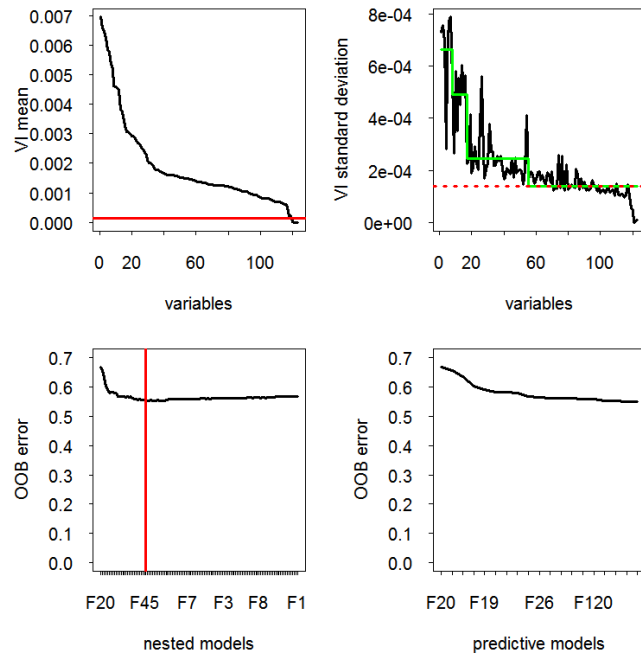 VI mean
0.007
0.006
0.005
0.004
0.003
0.002
0.001
0.000
0 20 60 100
variables
VI standard deviation
8e-04
6e-04
4e-04
2e-04
0e+00
0 20 60 100
variables
OOB error
0.7
0.6
0.5
0.4
0.3
0.2
0.1
0.0
F20 F45 F7 F3 F8 F1
nested models
OOB error
0.7
0.6
0.5
0.4
0.3
0.2
0.1
0.0
F20 F19 F26 F120
predictive models